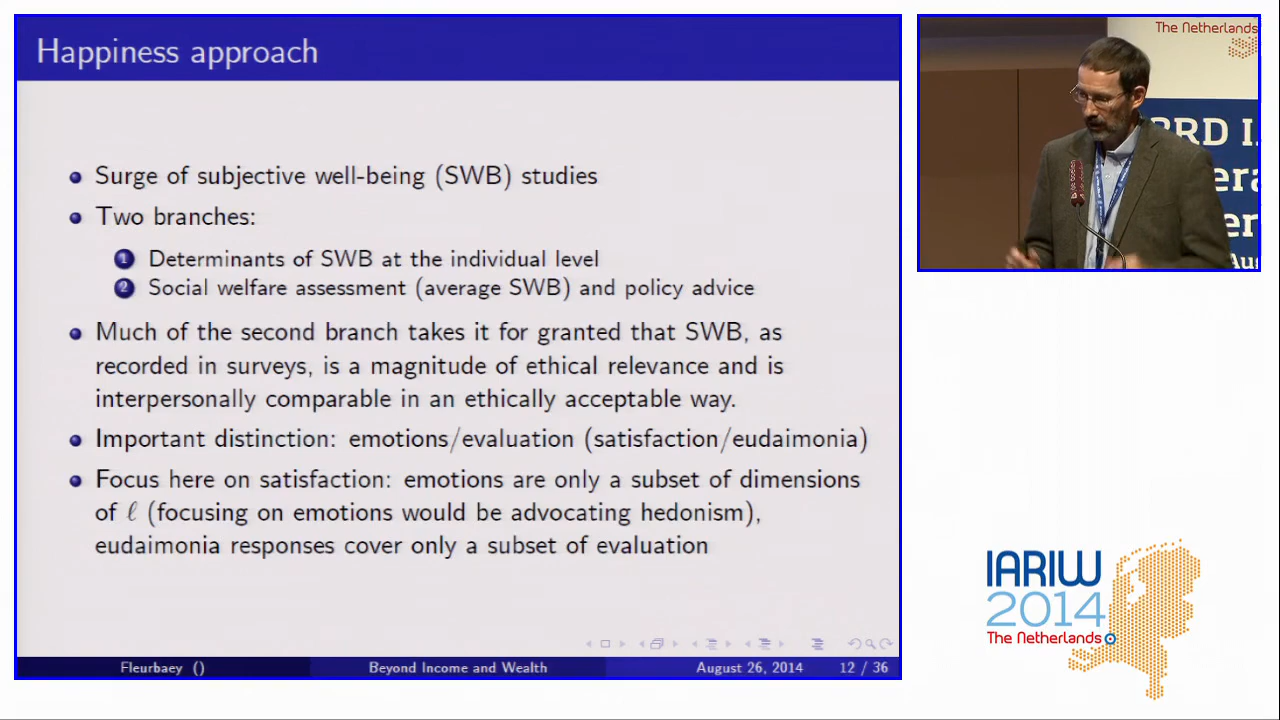 Happiness approach
Surge of subjective well-being (SWB) studies
Two branches:
1 Determinants of SWB at the individual level
2 Social welfare assessment (average SWB) and policy advice
Much of the second branch takes it for granted that SWB, as
recorded in surveys, is a magnitude of ethical relevance and is
interpersonally comparable in an ethically acceptable way.
Important distinction: emotions/evaluation (satisfaction/eudaimonia)
Focus here on satisfaction: emotions are only a subset of dimensions
of ℓ (focusing on emotions would be advocating hedonism),
eudaimonia responses cover only a subset of evaluation
Fleurbaey ()
Beyond Income and Wealth
August 26, 2014
12 / 36
The Netherlands
IARIW
2014
The Netherlands